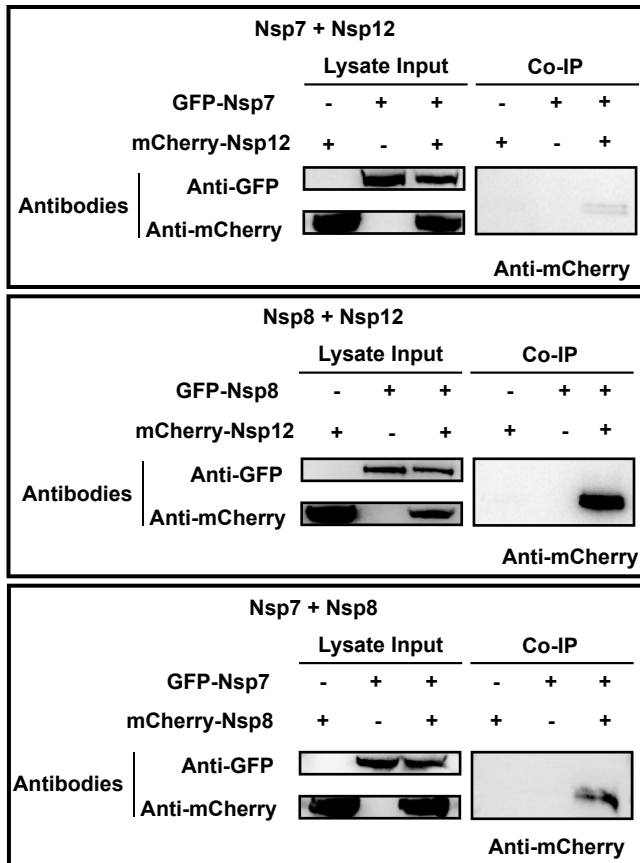 Nsp7 + Nsp12
Lysate Input Co-IP
GFP-Nsp7 - + + - + +
mCherry-Nsp12 + - + + - +
Antibodies
Anti-GFP
Anti-mCherry
Anti-mCherry
Nsp8 + Nsp12
Lysate Input Co-IP
GFP-Nsp8 - + + - + +
mCherry-Nsp12 + - + + - +
Antibodies
Anti-GFP
Anti-mCherry
Anti-mCherry
Nsp7 + Nsp8
Lysate Input Co-IP
GFP-Nsp7 - + + - + +
mCherry-Nsp8 + - + + - +
Antibodies
Anti-GFP
Anti-mCherry
Anti-mCherry